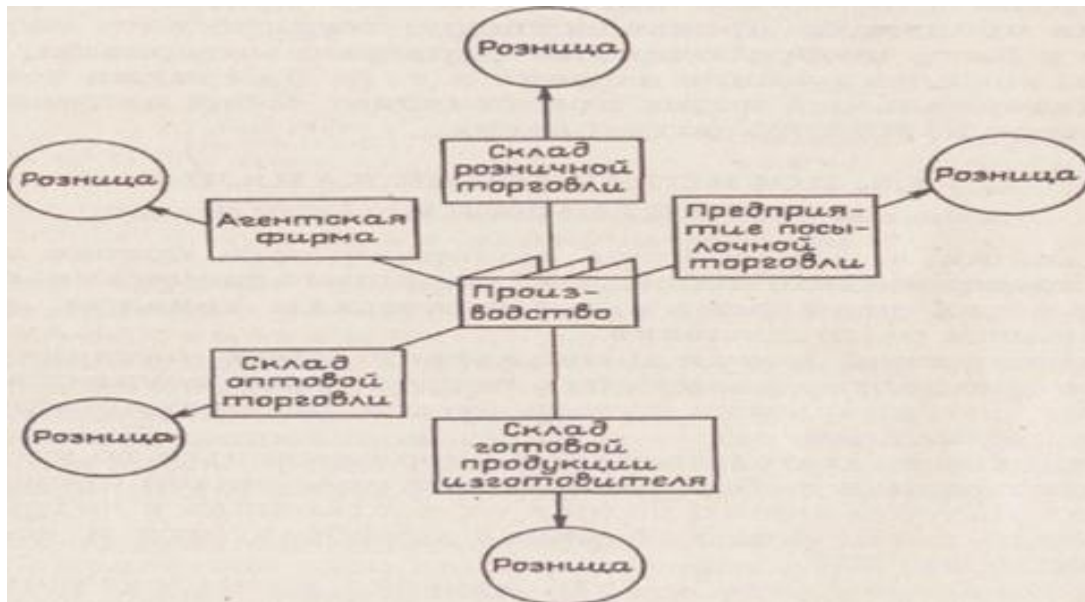 Розница
Склад
розничной
торговли
Розница
Розница
Агентская
фирма
Предприя-
тие посы-
лочной
торговли
Произ-
водство
Склад
оптовой
торговли
Розница
Склад
готовой
продукции
изготовителя
Розница